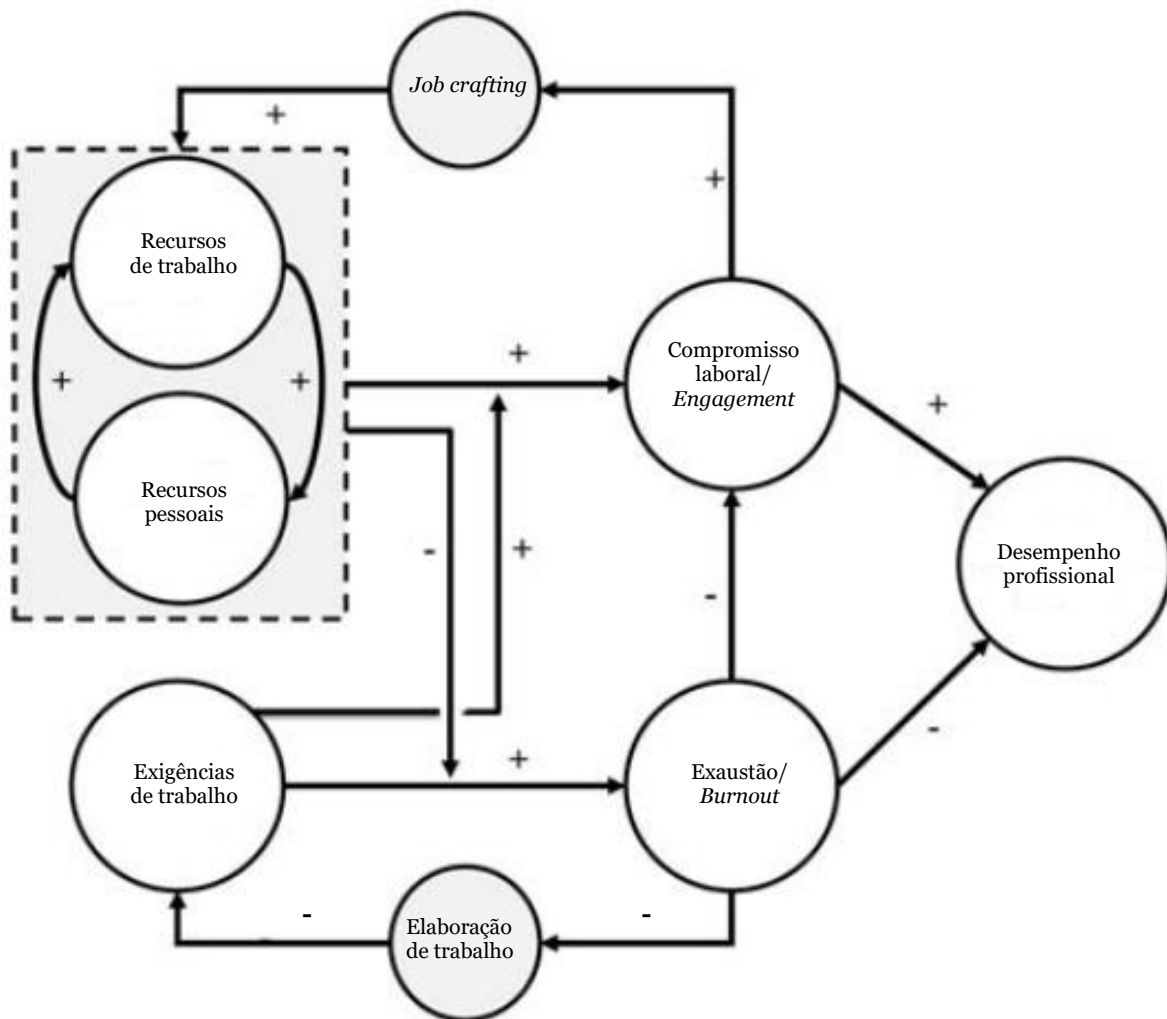 Job crafting
+
+
Recursos
de trabalho
+
+
+
Compromisso
laboral/
Engagement
+
Recursos
pessoais
-
+
Desempenho
profissional
-
Exigências
de trabalho
+
Exaustão/
Burnout
-
-
Elaboração
de trabalho
-